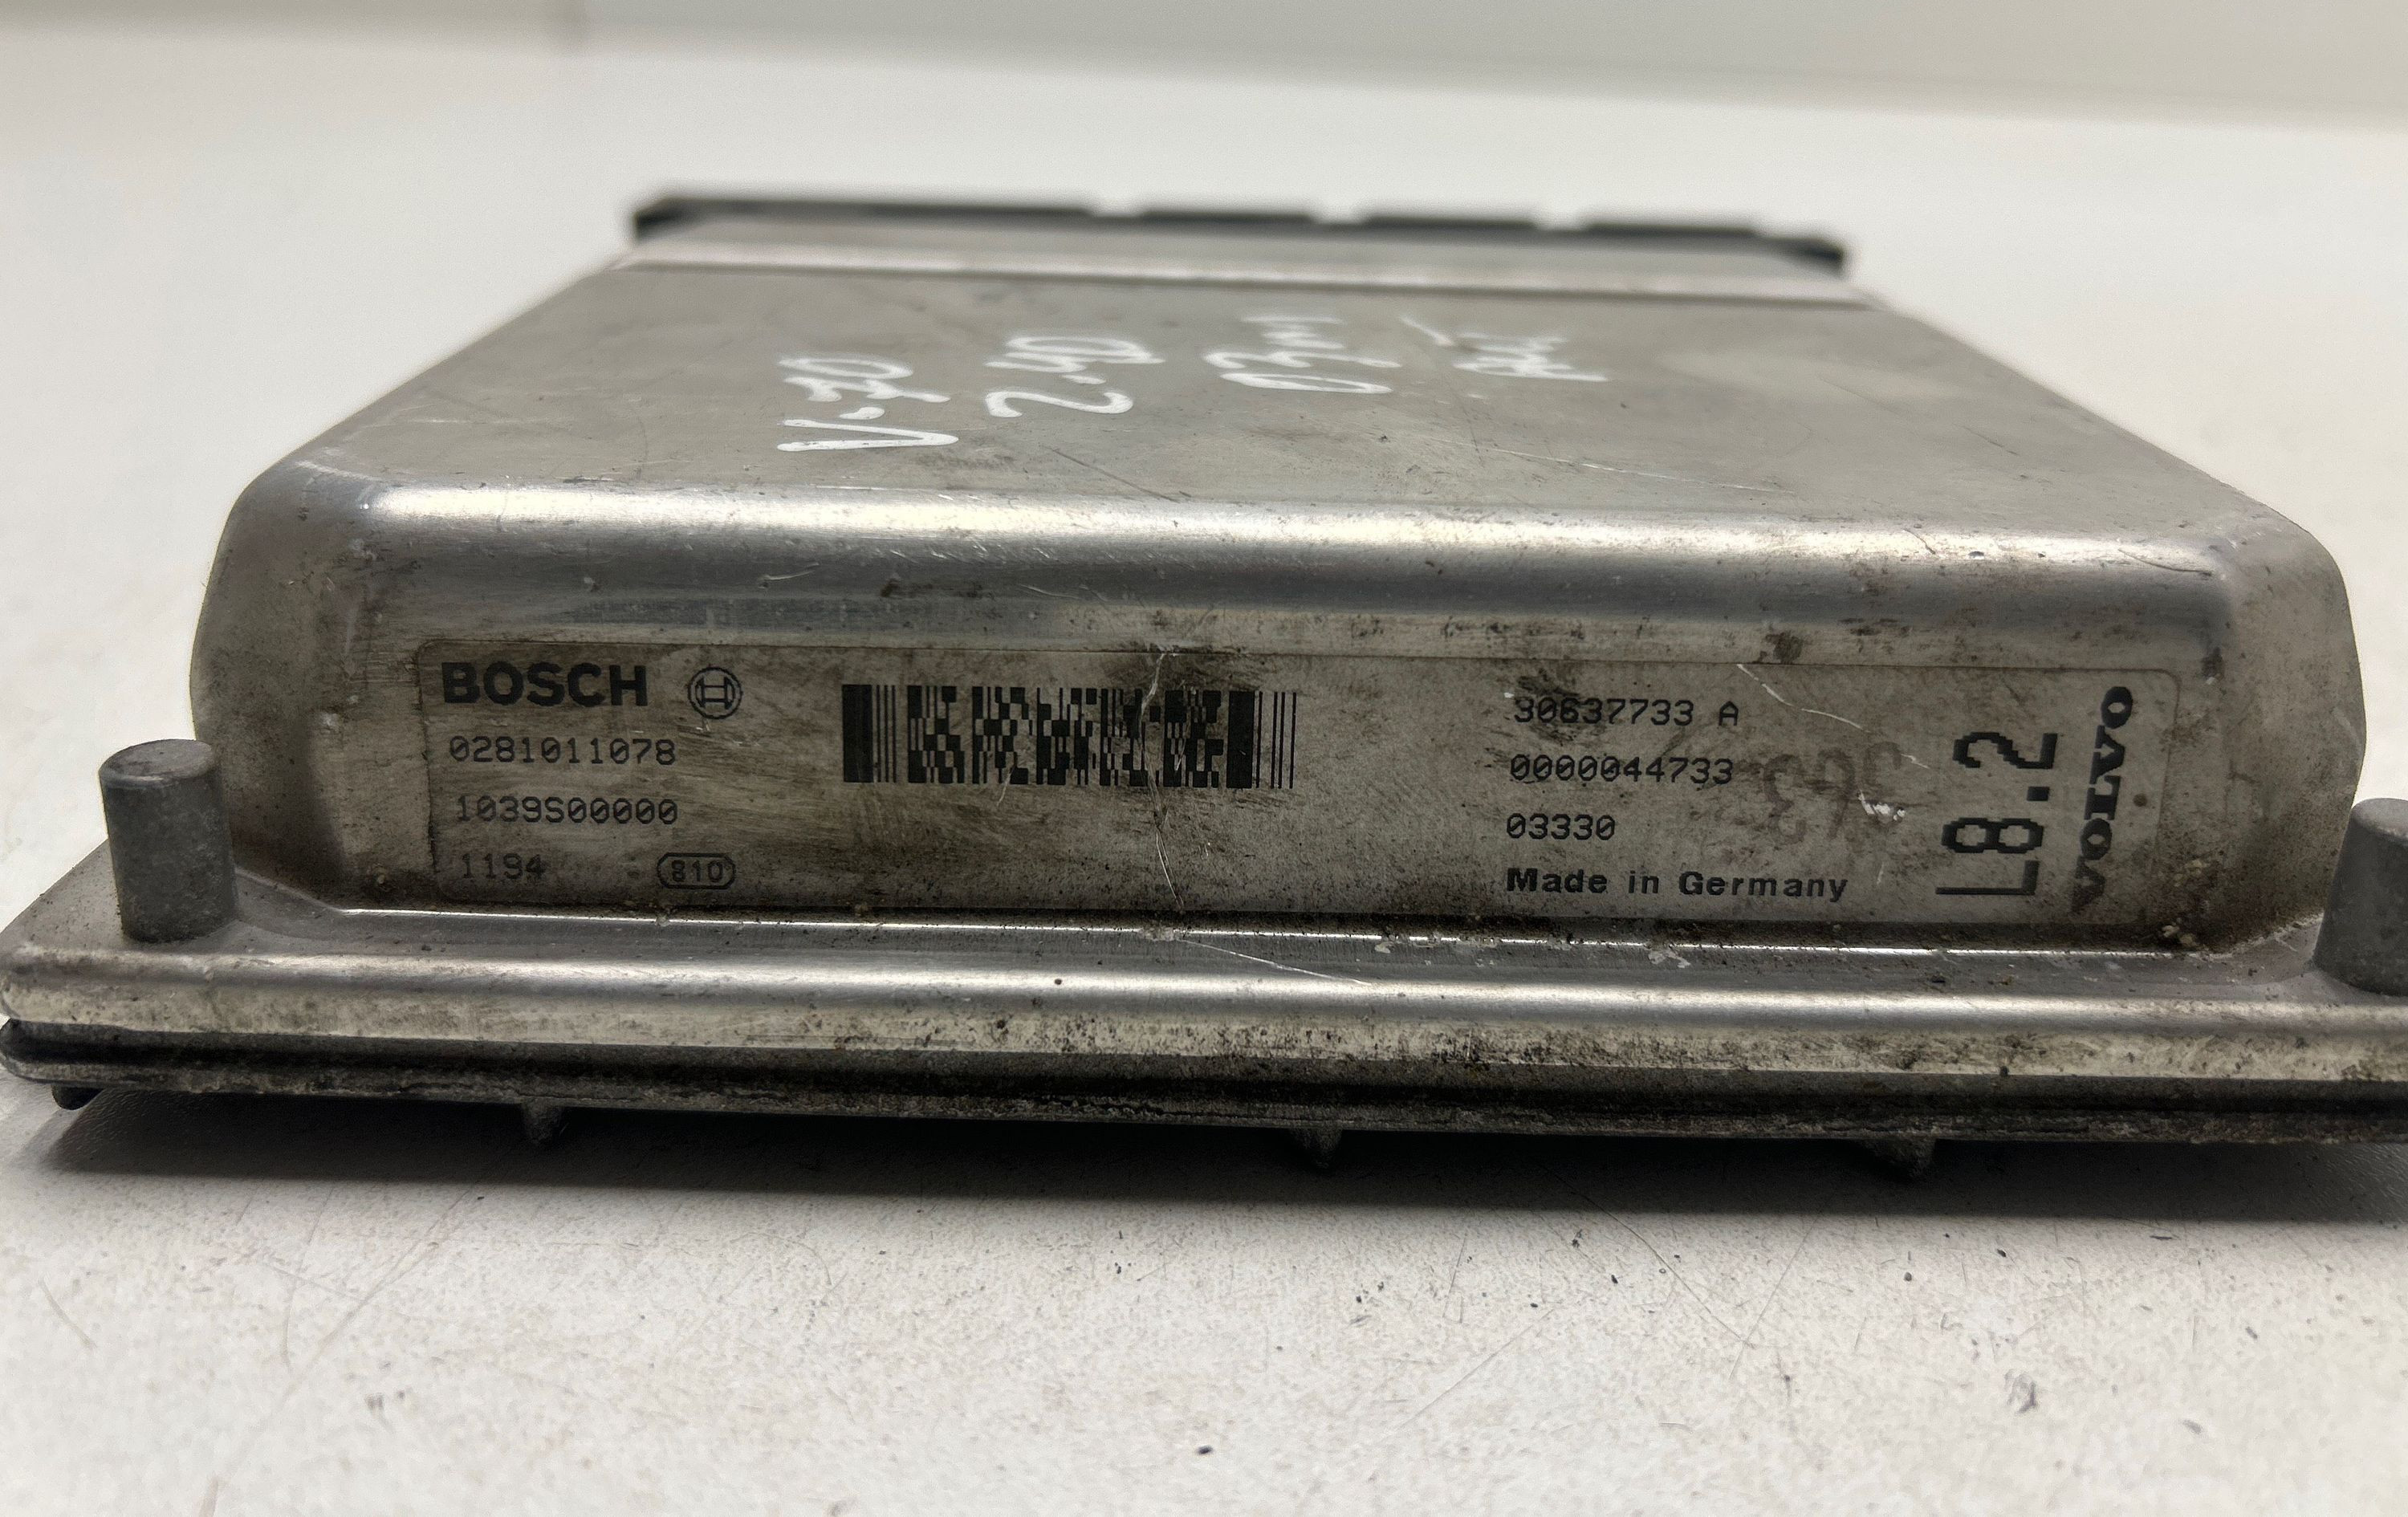 V-70
2.4D
03
BOSCH
0281011078
1039S00000
1194 810
30637733 A
0000044733
03330
Made in Germany
L8.2
VOLVO